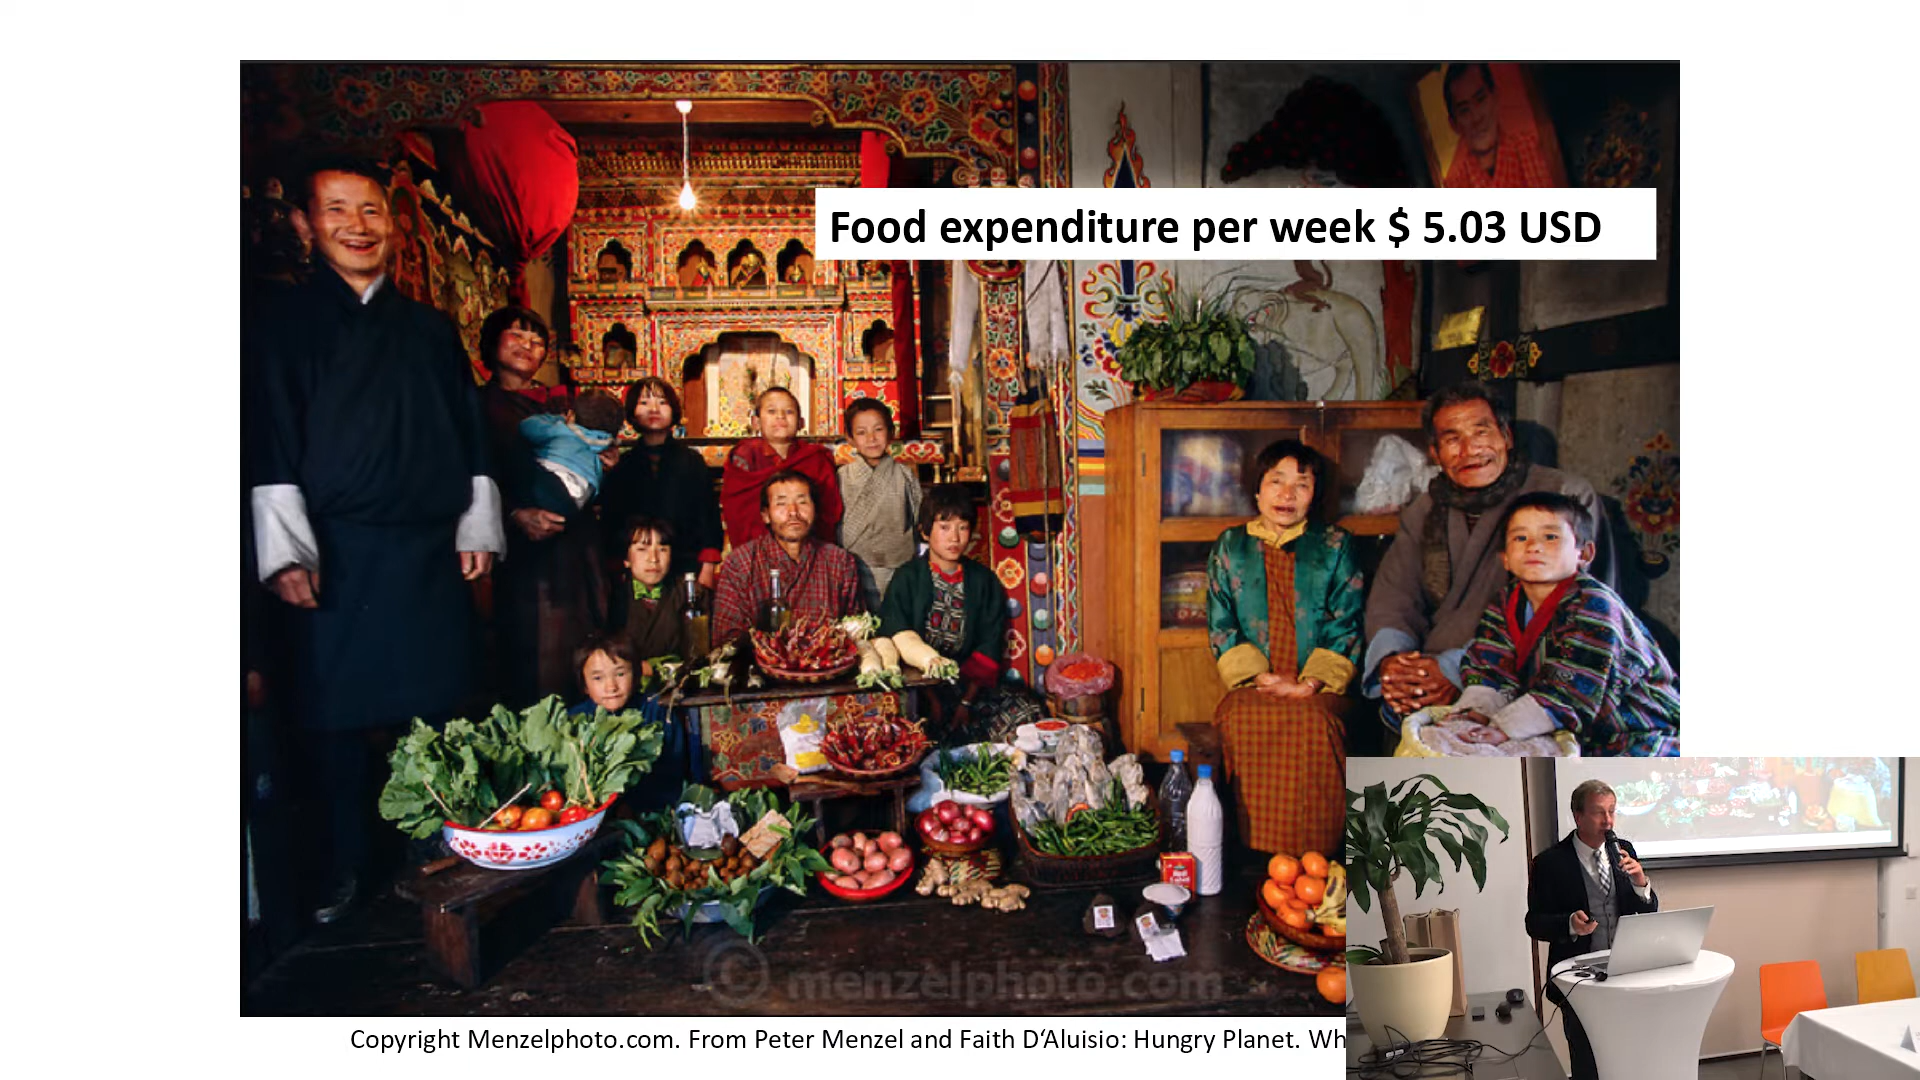 Food expenditure per week $ 5.03 USD
© menzelphoto.com
Copyright Menzelphoto.com. From Peter Menzel and Faith D‘Aluisio: Hungry Planet. Wh